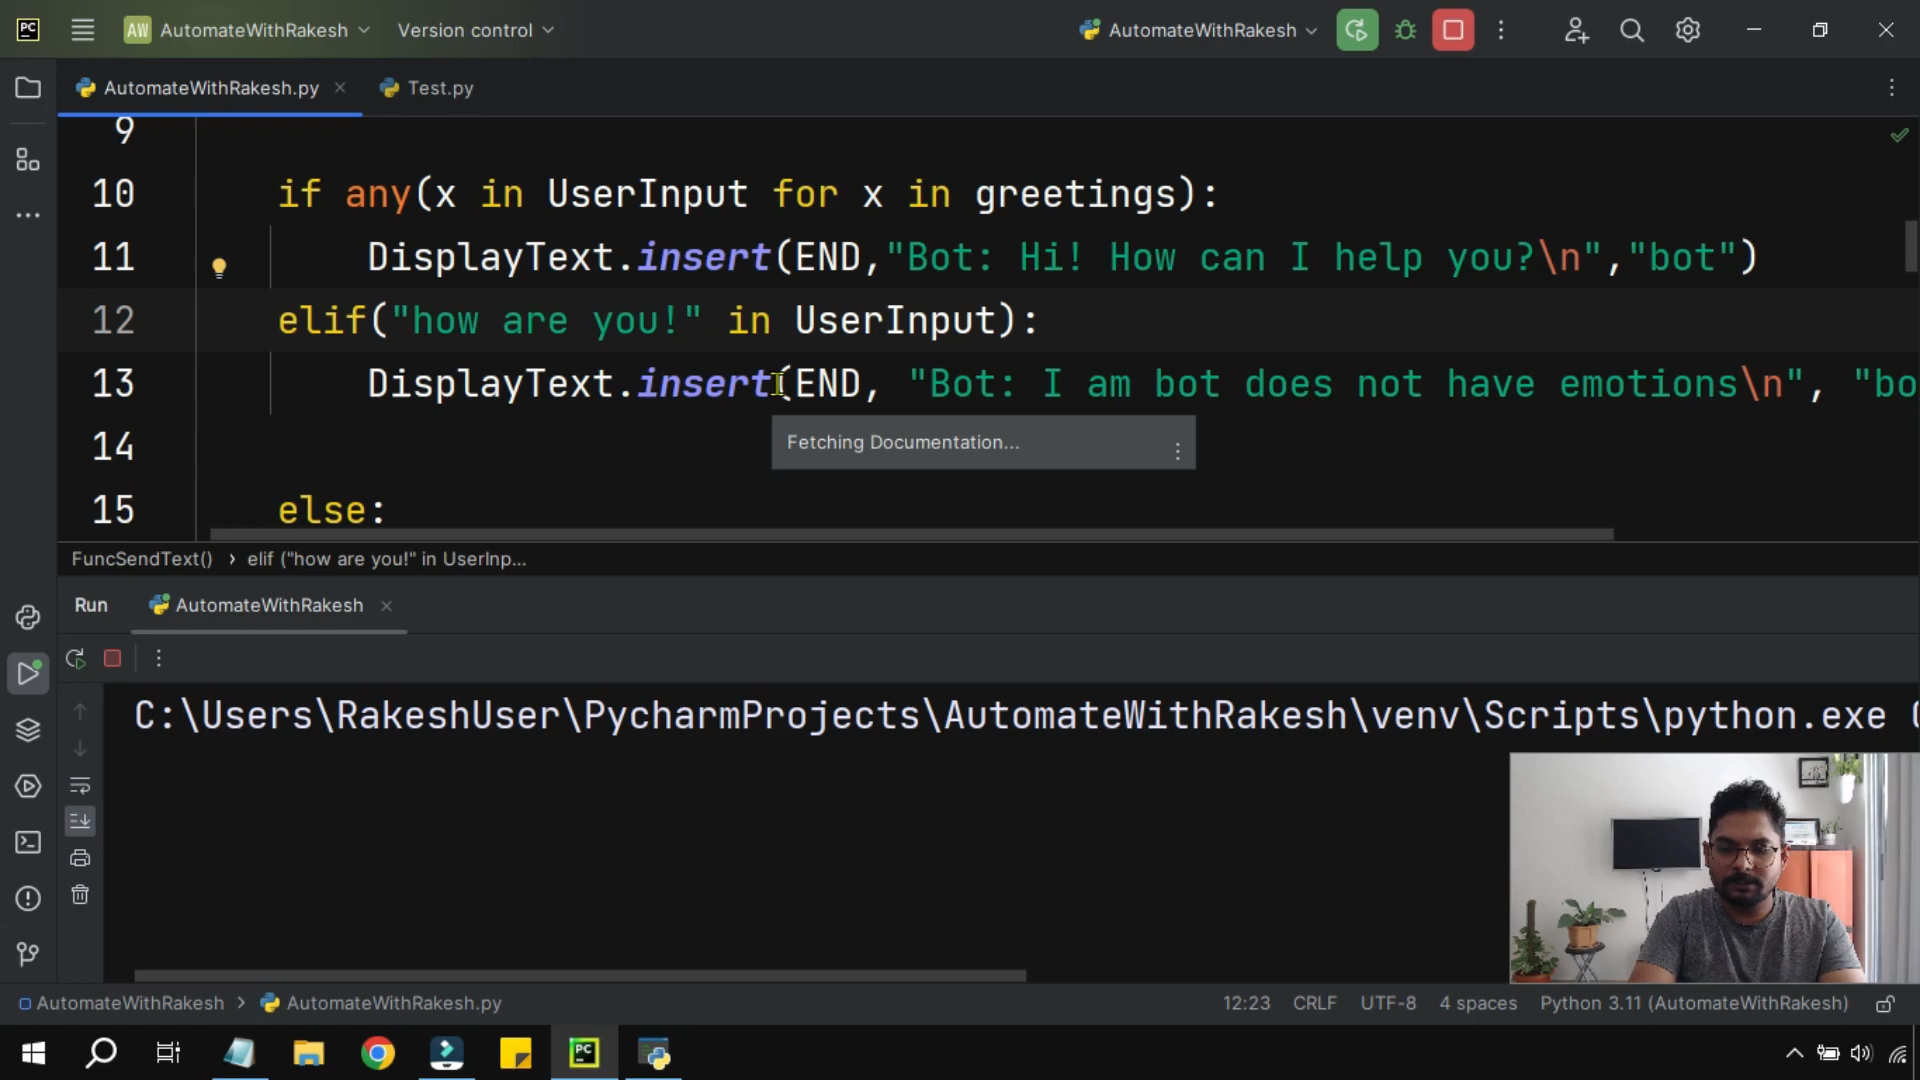 PC AW AutomateWithRakesh Version control AutomateWithRakesh
AutomateWithRakesh.py Test.py
9
10 if any(x in UserInput for x in greetings):
11 DisplayText.insert(END,"Bot: Hi! How can I help you?\n","bot")
12 elif("how are you!" in UserInput):
13 DisplayText.insert(END, "Bot: I am bot does not have emotions\n", "bo
14
Fetching Documentation...
15 else:
FuncSendText() › elif ("how are you!" in UserInp...
Run AutomateWithRakesh
C:\Users\RakeshUser\PycharmProjects\AutomateWithRakesh\venv\Scripts\python.exe
AutomateWithRakesh > AutomateWithRakesh.py 12:23 CRLF UTF-8 4 spaces Python 3.11 (AutomateWithRakesh)
PC